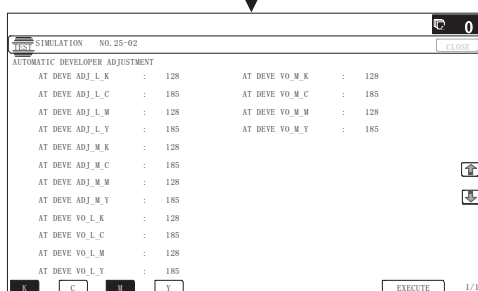 0
TEST SIMULATION NO. 25-02
CLOSE
AUTOMATIC DEVELOPER ADJUSTMENT
AT DEVE ADJ_L_K : 128 AT DEVE VO_M_K : 128
AT DEVE ADJ_L_C : 185 AT DEVE VO_M_C : 185
AT DEVE ADJ_L_M : 128 AT DEVE VO_M_M : 128
AT DEVE ADJ_L_Y : 185 AT DEVE VO_M_Y : 185
AT DEVE ADJ_M_K : 128
AT DEVE ADJ_M_C : 185
AT DEVE ADJ_M_M : 128
AT DEVE ADJ_M_Y : 185
AT DEVE VO_L_K : 128
AT DEVE VO_L_C : 185
AT DEVE VO_L_M : 128
AT DEVE VO_L_Y : 185
K C M Y EXECUTE 1/1